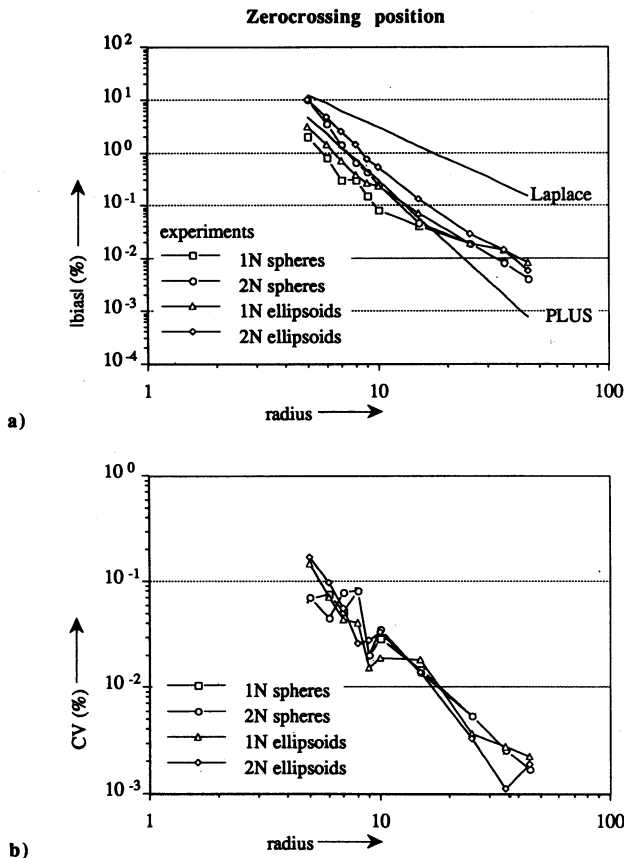 Zerocrossing position
10^2
10^1
10^0
10^-1
10^-2
10^-3
10^-4
|bias| (%)
Laplace
PLUS
experiments
1N spheres
2N spheres
1N ellipsoids
2N ellipsoids
1
10
100
radius
a)
10^0
10^-1
10^-2
10^-3
CV (%)
1N spheres
2N spheres
1N ellipsoids
2N ellipsoids
1
10
100
radius
b)